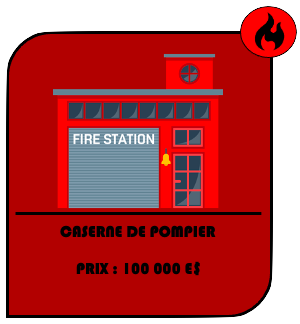 FIRE STATION
CASERNE DE POMPIER
PRIX : 100 000 E$